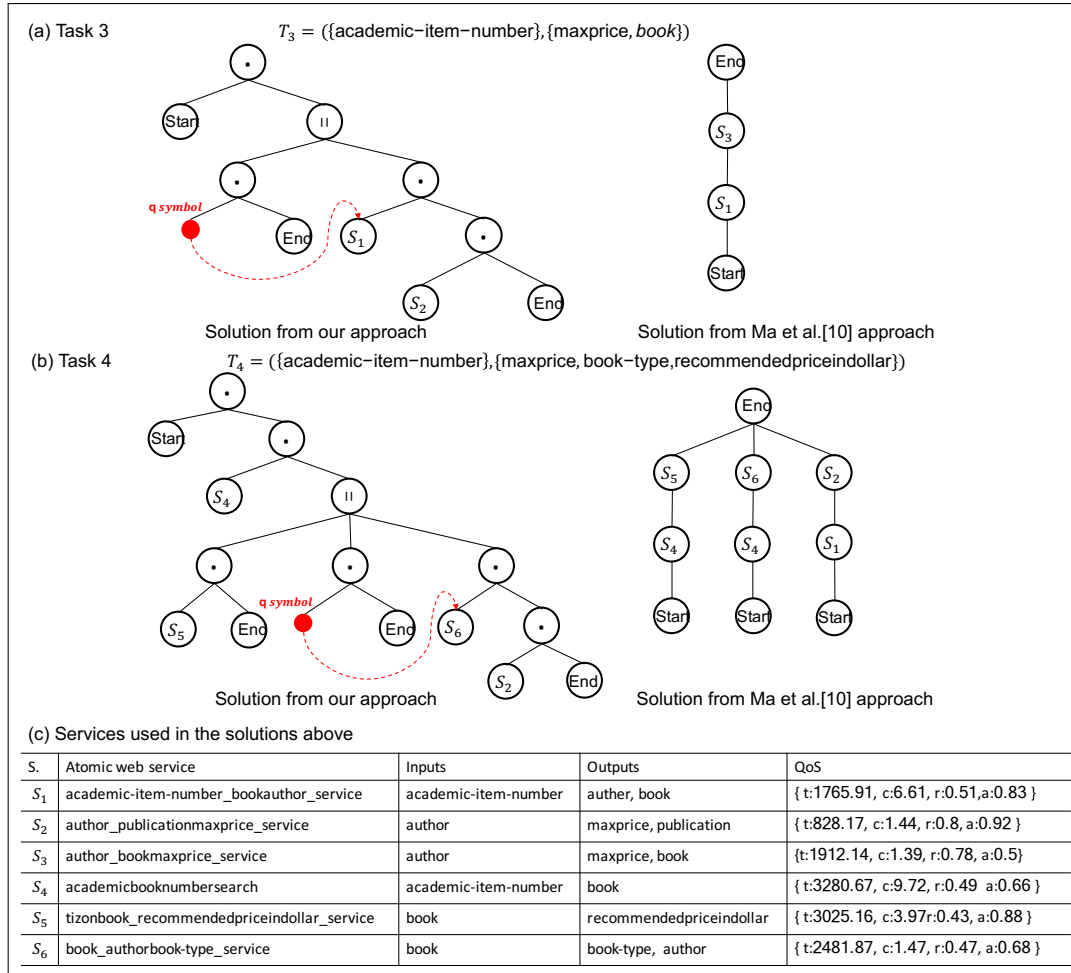 (a) Task 3
T₃ = ({academic−item−number},{maxprice, book})
.
End
Start
||
S₃
.
.
q symbol
S₁
End
S₁
.
Start
S₂
End
Solution from our approach
Solution from Ma et al.[10] approach
(b) Task 4
T₄ = ({academic−item−number},{maxprice, book−type,recommendedpriceindollar})
.
End
Start
.
S₄
||
S₅
S₆
S₂
.
.
.
S₄
S₄
S₁
q symbol
S₅
End
End
S₆
.
Start
Start
Start
S₂
End
Solution from our approach
Solution from Ma et al.[10] approach
(c) Services used in the solutions above
S. Atomic web service Inputs Outputs QoS
S₁ academic-item-number_bookauthor_service academic-item-number auther, book { t:1765.91, c:6.61, r:0.51,a:0.83 }
S₂ author_publicationmaxprice_service author maxprice, publication { t:828.17, c:1.44, r:0.8, a:0.92 }
S₃ author_bookmaxprice_service author maxprice, book {t:1912.14, c:1.39, r:0.78, a:0.5}
S₄ academicbooknumbersearch academic-item-number book { t:3280.67, c:9.72, r:0.49 a:0.66 }
S₅ tizonbook_recommendedpriceindollar_service book recommendedpriceindollar { t:3025.16, c:3.97r:0.43, a:0.88 }
S₆ book_authorbook-type_service book book-type, author { t:2481.87, c:1.47, r:0.47, a:0.68 }